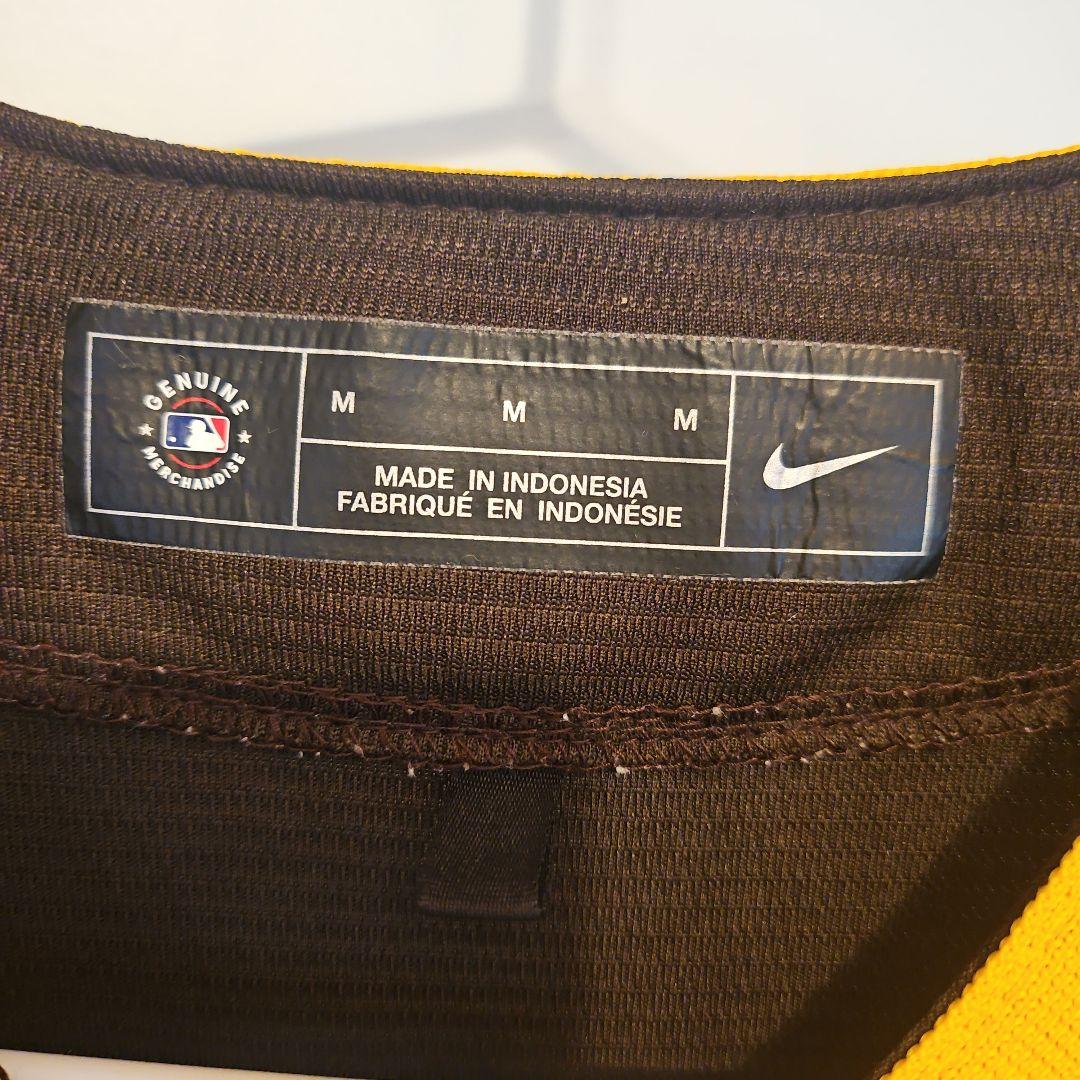 GENUINE
MERCHANDISE
M M M
MADE IN INDONESIA
FABRIQUÉ EN INDONÉSIE